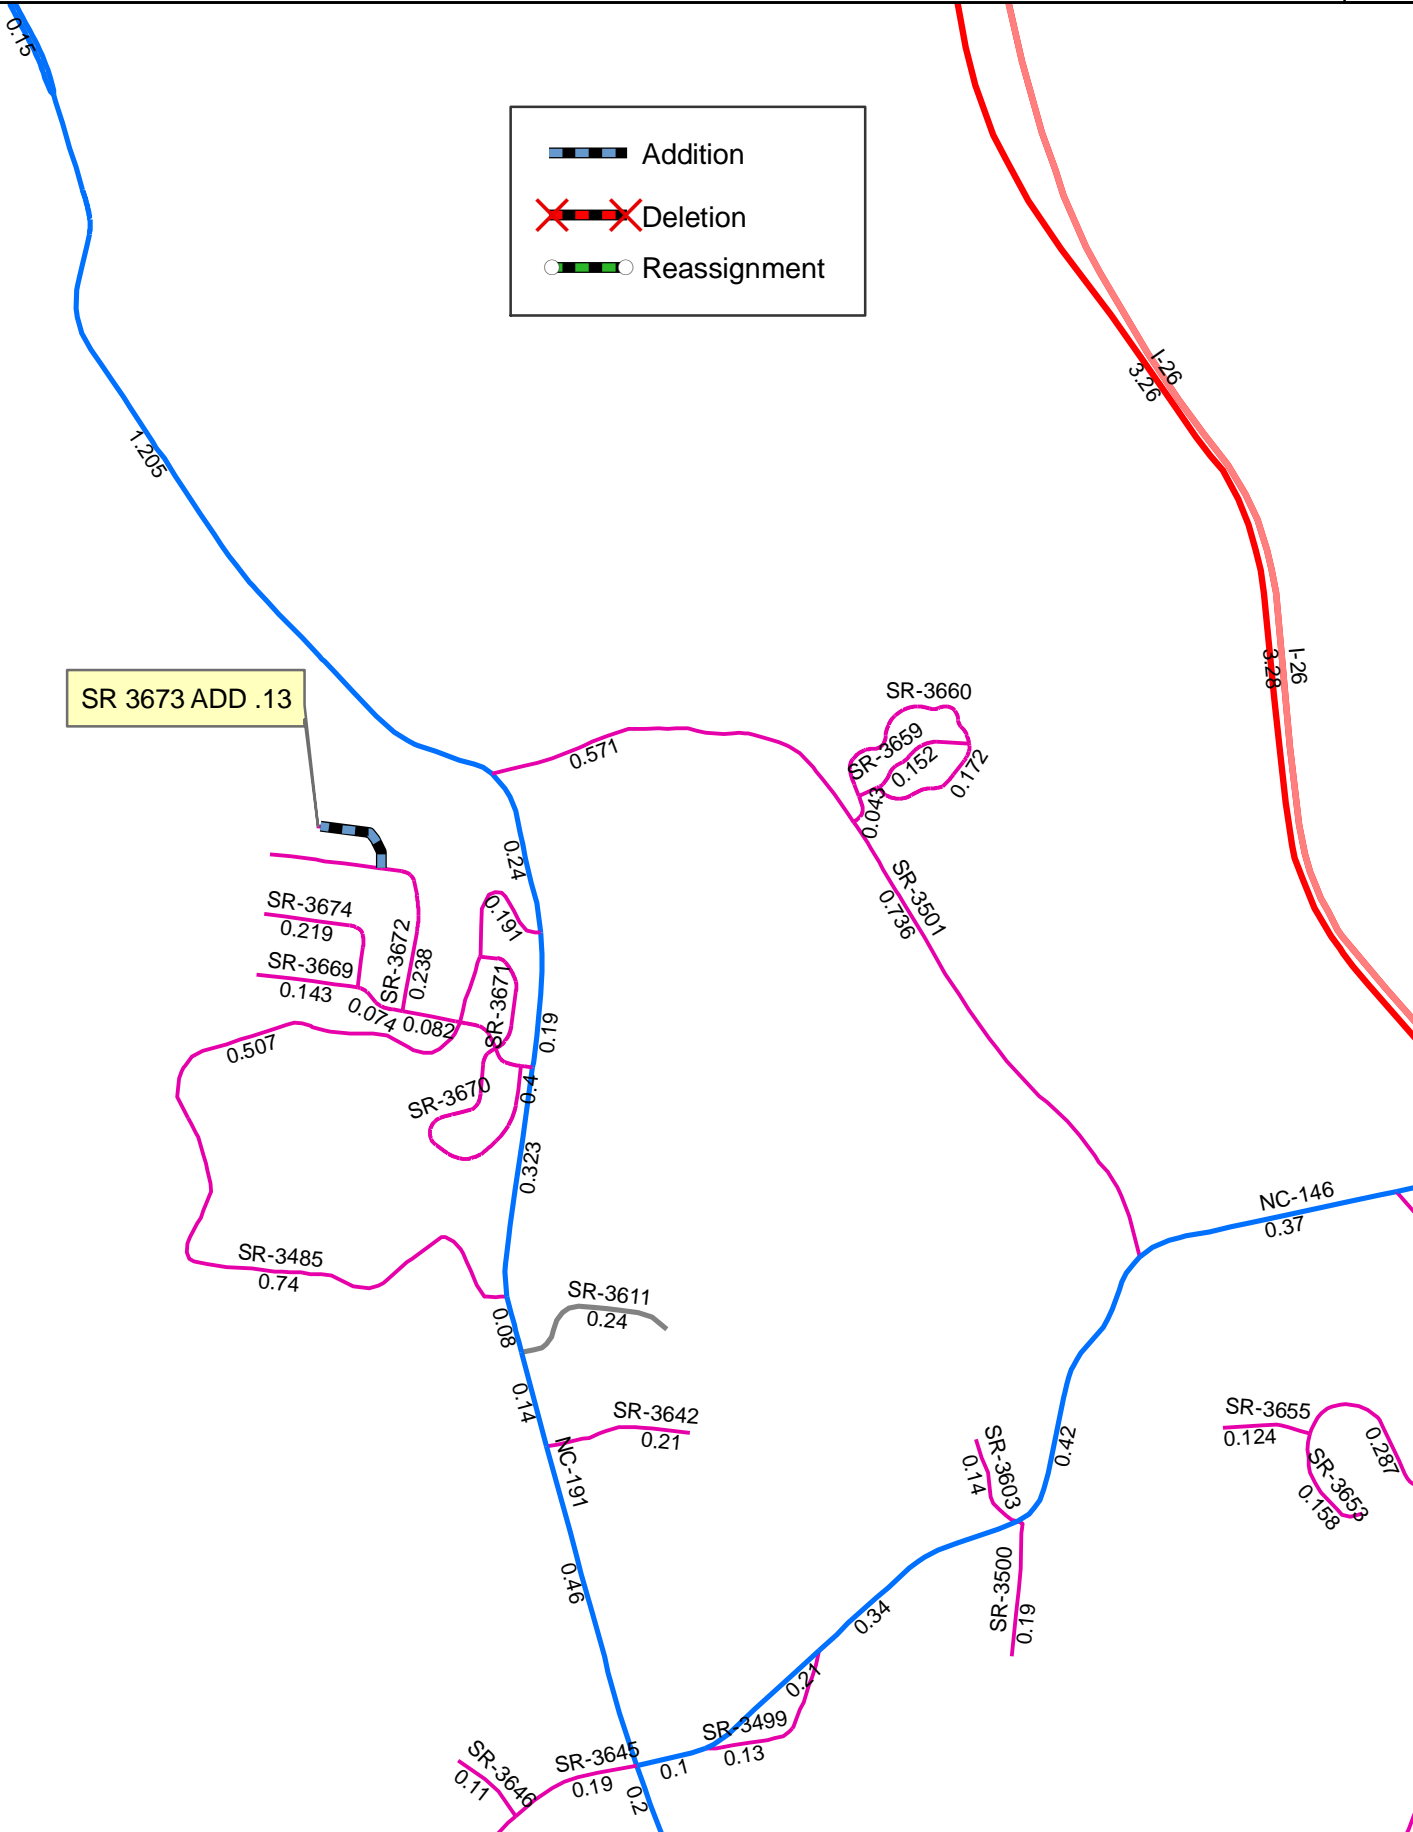 0.15
Addition
Deletion
Reassignment
I-26
3.26
1.205
I-26
3.28
SR 3673 ADD .13
SR-3660
0.571
SR-3659
0.152
0.172
0.043
0.24
SR-3501
0.736
SR-3674
0.219
0.191
SR-3672
0.238
SR-3669
0.143
SR-3671
0.074
0.082
0.19
0.507
SR-3670
0.4
0.323
NC-146
0.37
SR-3485
0.74
SR-3611
0.24
0.08
0.14
SR-3642
0.21
SR-3655
0.124
0.287
0.42
NC-191
SR-3603
0.14
SR-3653
0.158
0.46
SR-3500
0.19
0.34
0.21
SR-3499
0.13
SR-3645
0.19
0.1
SR-3646
0.11
0.2